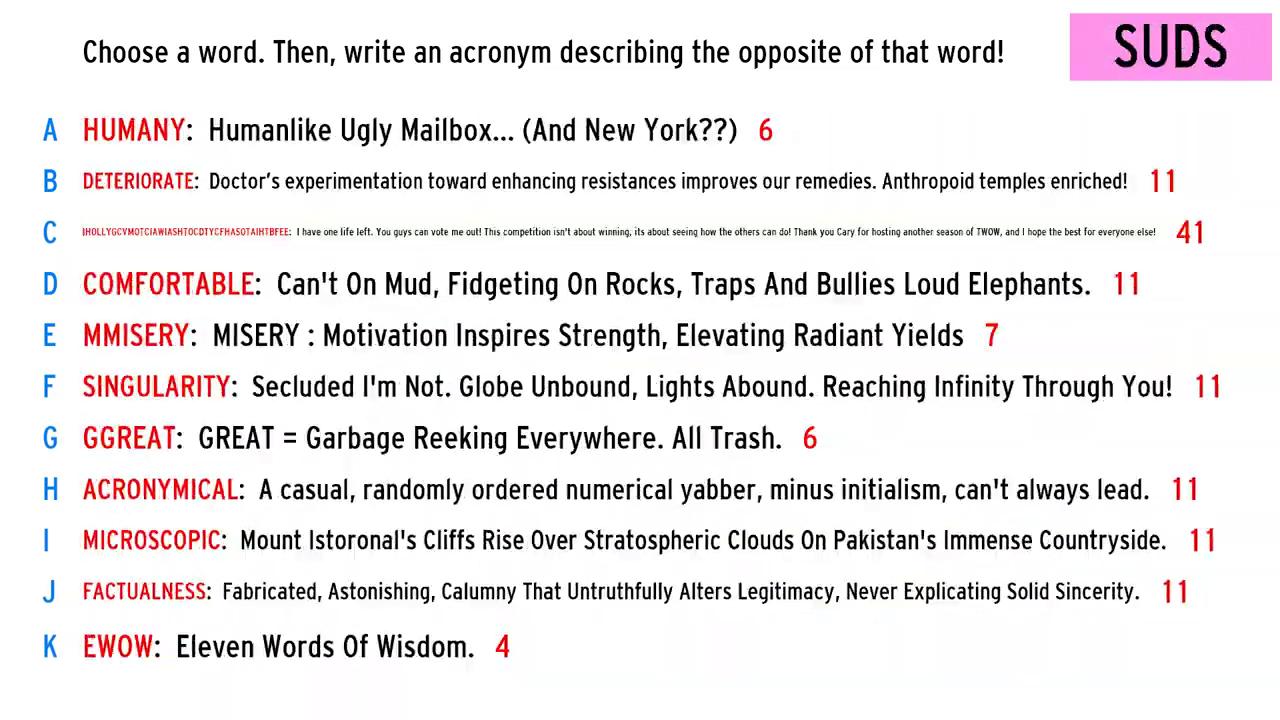 Choose a word. Then, write an acronym describing the opposite of that word!
SUDS
A HUMANY: Humanlike Ugly Mailbox... (And New York??) 6
B DETERIORATE: Doctor's experimentation toward enhancing resistances improves our remedies. Anthropoid temples enriched! 11
C IHOLLYGCVMOTCIAWIASHTOCDTYCFHASOTAIHTBFEE: I have one life left. You guys can vote me out! This competition isn't about winning, its about seeing how the others can do! Thank you Cary for hosting another season of TWOW, and I hope the best for everyone else! 41
D COMFORTABLE: Can't On Mud, Fidgeting On Rocks, Traps And Bullies Loud Elephants. 11
E MMISERY: MISERY : Motivation Inspires Strength, Elevating Radiant Yields 7
F SINGULARITY: Secluded I'm Not. Globe Unbound, Lights Abound. Reaching Infinity Through You! 11
G GGREAT: GREAT = Garbage Reeking Everywhere. All Trash. 6
H ACRONYMICAL: A casual, randomly ordered numerical yabber, minus initialism, can't always lead. 11
I MICROSCOPIC: Mount Istoronal's Cliffs Rise Over Stratospheric Clouds On Pakistan's Immense Countryside. 11
J FACTUALNESS: Fabricated, Astonishing, Calumny That Untruthfully Alters Legitimacy, Never Explicating Solid Sincerity. 11
K EWOW: Eleven Words Of Wisdom. 4